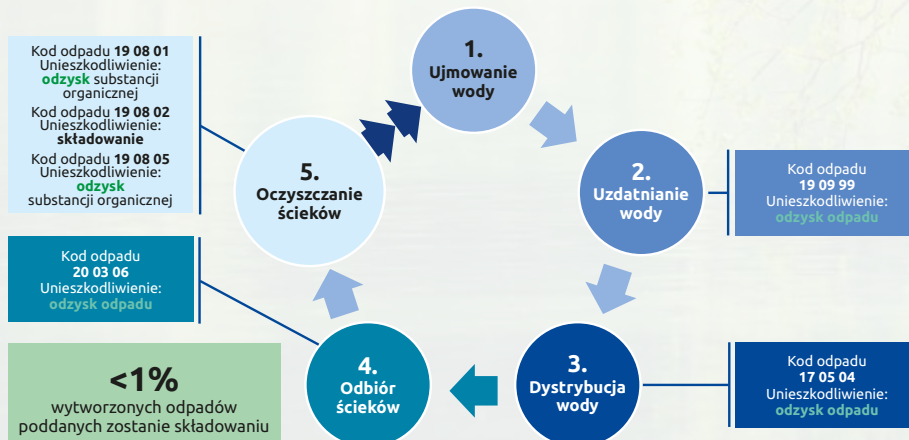 Kod odpadu 19 08 01
Unieszkodliwienie:
odzysk substancji
organicznej
Kod odpadu 19 08 02
Unieszkodliwienie:
składowanie
Kod odpadu 19 08 05
Unieszkodliwienie:
odzysk
substancji organicznej
1.
Ujmowanie
wody
5.
Oczyszczanie
ścieków
2.
Uzdatnianie
wody
Kod odpadu
19 09 99
Unieszkodliwienie:
odzysk odpadu
Kod odpadu
20 03 06
Unieszkodliwienie:
odzysk odpadu
<1%
wytworzonych odpadów
poddanych zostanie składowaniu
4.
Odbiór
ścieków
3.
Dystrybucja
wody
Kod odpadu
17 05 04
Unieszkodliwienie:
odzysk odpadu